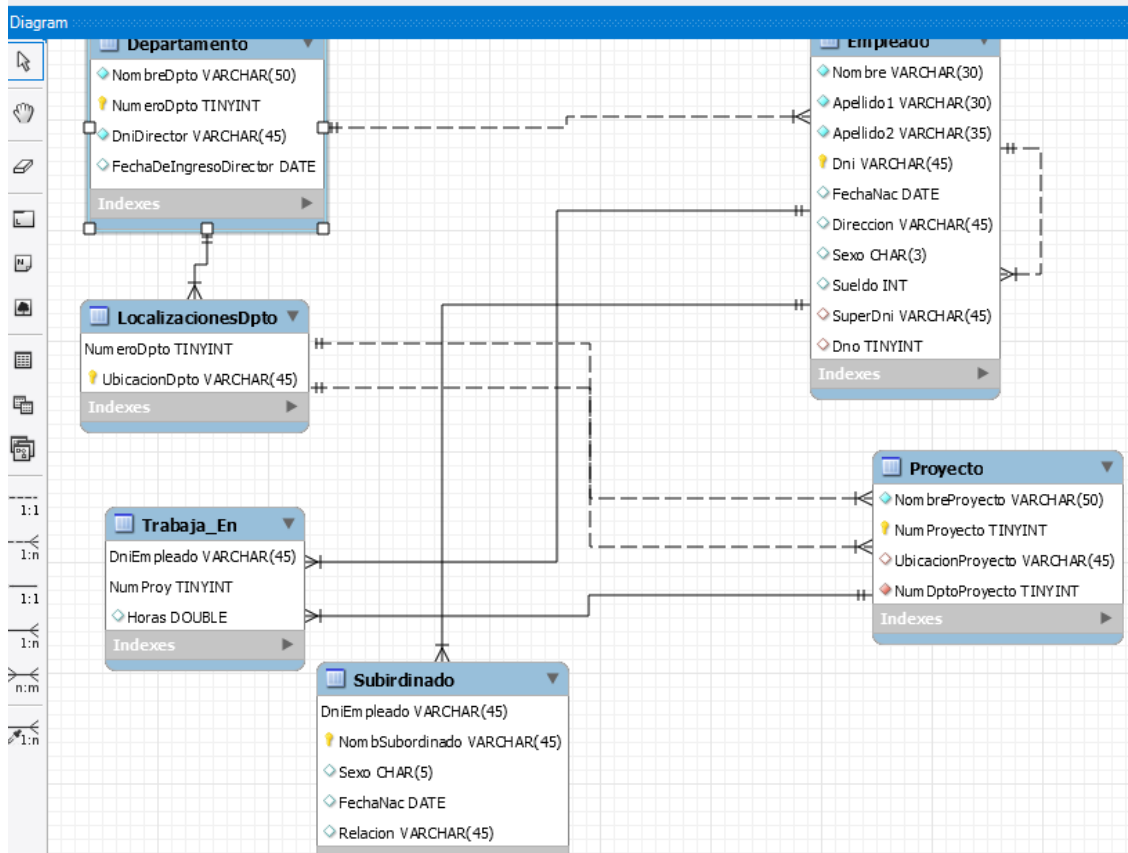 Diagram
Departamento
NombreDpto VARCHAR(50)
NumeroDpto TINYINT
DniDirector VARCHAR(45)
FechaDeIngresoDirector DATE
Indexes
Empleado
Nombre VARCHAR(30)
Apellido1 VARCHAR(30)
Apellido2 VARCHAR(35)
Dni VARCHAR(45)
FechaNac DATE
Direccion VARCHAR(45)
Sexo CHAR(3)
Sueldo INT
SuperDni VARCHAR(45)
Dno TINYINT
Indexes
LocalizacionesDpto
NumeroDpto TINYINT
UbicacionDpto VARCHAR(45)
Indexes
Proyecto
NombreProyecto VARCHAR(50)
NumProyecto TINYINT
UbicacionProyecto VARCHAR(45)
NumDptoProyecto TINYINT
Indexes
Trabaja_En
DniEmpleado VARCHAR(45)
NumProy TINYINT
Horas DOUBLE
Indexes
Subirdinado
DniEmpleado VARCHAR(45)
NombSubordinado VARCHAR(45)
Sexo CHAR(5)
FechaNac DATE
Relacion VARCHAR(45)
1:1
1:n
1:1
1:n
n:m
1:n